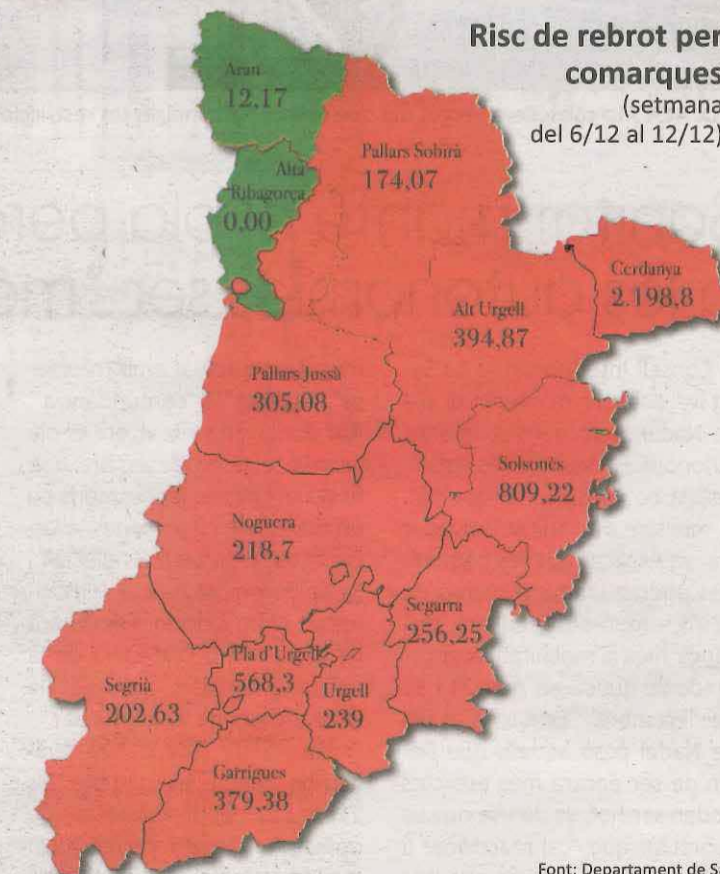 Risc de rebrot per
comarques
(setmana
del 6/12 al 12/12)
Aran
12,17
Alta
Ribagorça
0,00
Pallars Sobirà
174,07
Cerdanya
2.198,8
Alt Urgell
394,87
Pallars Jussà
305,08
Solsonès
809,22
Noguera
218,7
Segarra
256,25
Pla d'Urgell
568,3
Urgell
239
Segrià
202,63
Garrigues
379,38
Font: Departament de S